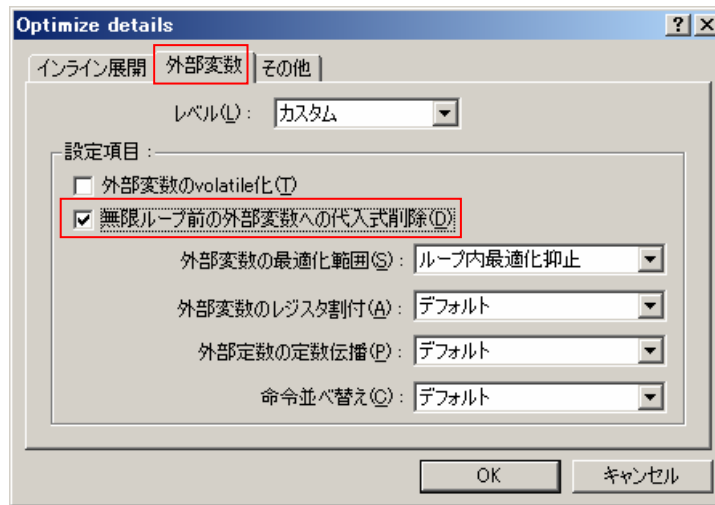 Optimize details
インライン展開 外部変数 その他
レベル(L)： カスタム
設定項目：
外部変数のvolatile化(T)
無限ループ前の外部変数への代入式削除(D)
外部変数の最適化範囲(S)： ループ内最適化抑止
外部変数のレジスタ割付(A)： デフォルト
外部定数の定数伝播(P)： デフォルト
命令並べ替え(C)： デフォルト
OK キャンセル